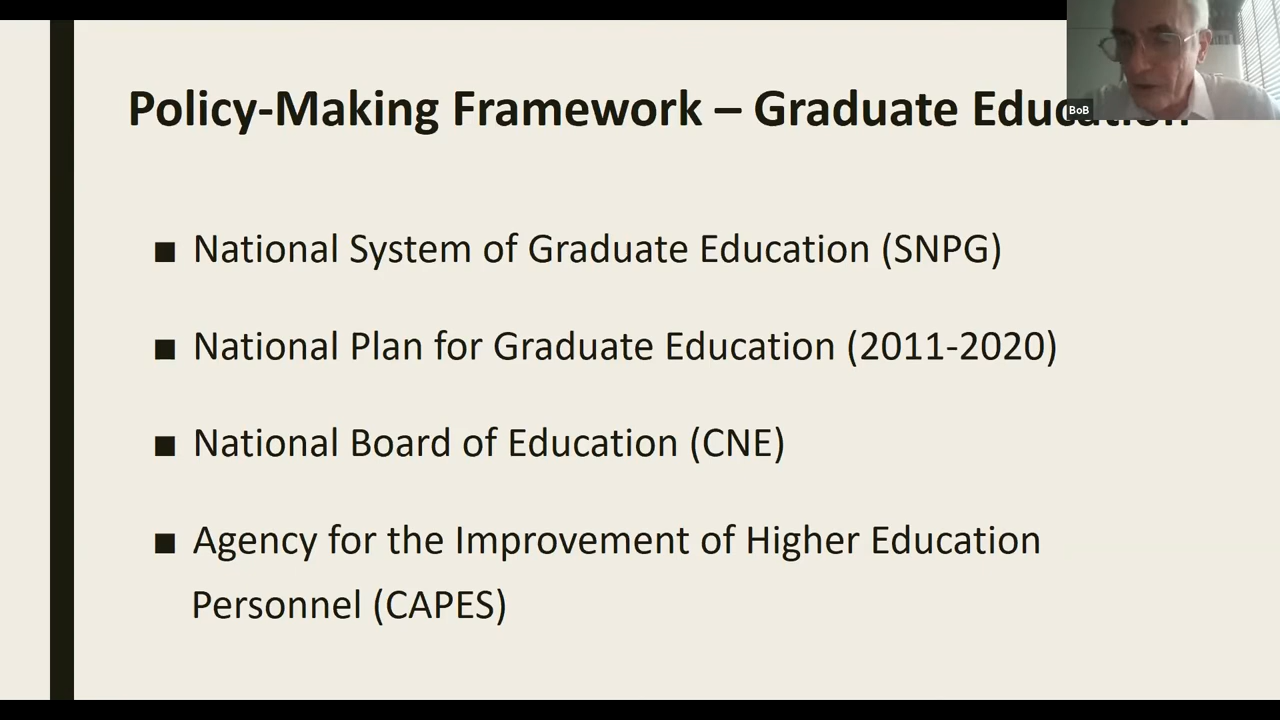 Policy-Making Framework – Graduate Education
BoB
■ National System of Graduate Education (SNPG)
■ National Plan for Graduate Education (2011-2020)
■ National Board of Education (CNE)
■ Agency for the Improvement of Higher Education
Personnel (CAPES)